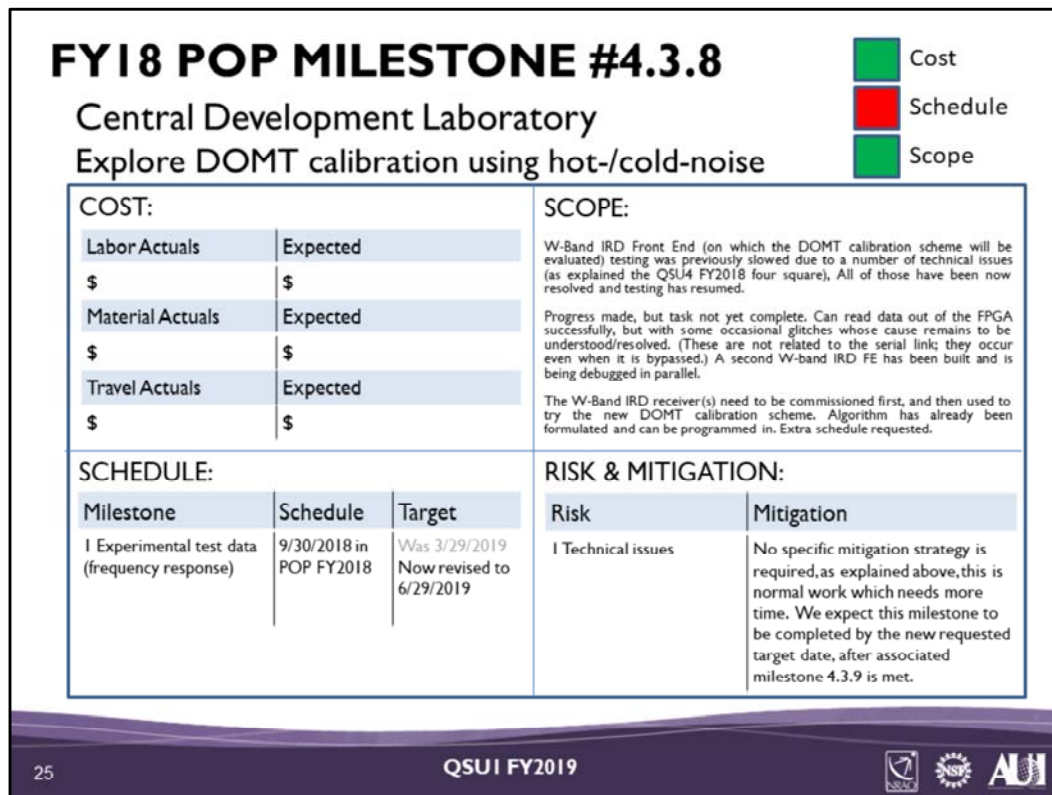 FY18 POP MILESTONE #4.3.8
Cost
Schedule
Scope
Central Development Laboratory
Explore DOMT calibration using hot-/cold-noise
COST:
Labor Actuals Expected
$ $
Material Actuals Expected
$ $
Travel Actuals Expected
$ $
SCOPE:
W-Band IRD Front End (on which the DOMT calibration scheme will be
evaluated) testing was previously slowed due to a number of technical issues
(as explained the QSU4 FY2018 four square), All of those have been now
resolved and testing has resumed.
Progress made, but task not yet complete. Can read data out of the FPGA
successfully, but with some occasional glitches whose cause remains to be
understood/resolved. (These are not related to the serial link; they occur
even when it is bypassed.) A second W-band IRD FE has been built and is
being debugged in parallel.
The W-Band IRD receiver(s) need to be commissioned first, and then used to
try the new DOMT calibration scheme. Algorithm has already been
formulated and can be programmed in. Extra schedule requested.
SCHEDULE:
Milestone Schedule Target
1 Experimental test data 9/30/2018 in Was 3/29/2019
(frequency response) POP FY2018 Now revised to
6/29/2019
RISK & MITIGATION:
Risk Mitigation
1 Technical issues No specific mitigation strategy is
required, as explained above, this is
normal work which needs more
time. We expect this milestone to
be completed by the new requested
target date, after associated
milestone 4.3.9 is met.
25
QSU1 FY2019
NRAO
NSF
AUI